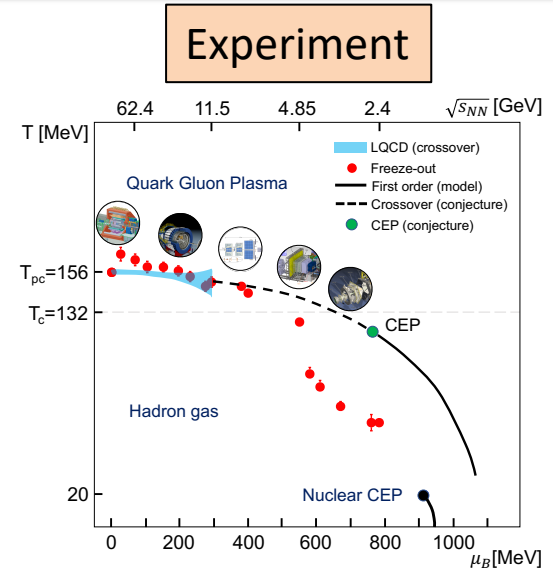 Experiment
62.4 11.5 4.85 2.4 √sNN [GeV]
T [MeV]
LQCD (crossover)
Freeze-out
First order (model)
Crossover (conjecture)
CEP (conjecture)
Quark Gluon Plasma
Tpc=156
Tc=132
CEP
Hadron gas
20
Nuclear CEP
0 200 400 600 800 1000
μB[MeV]